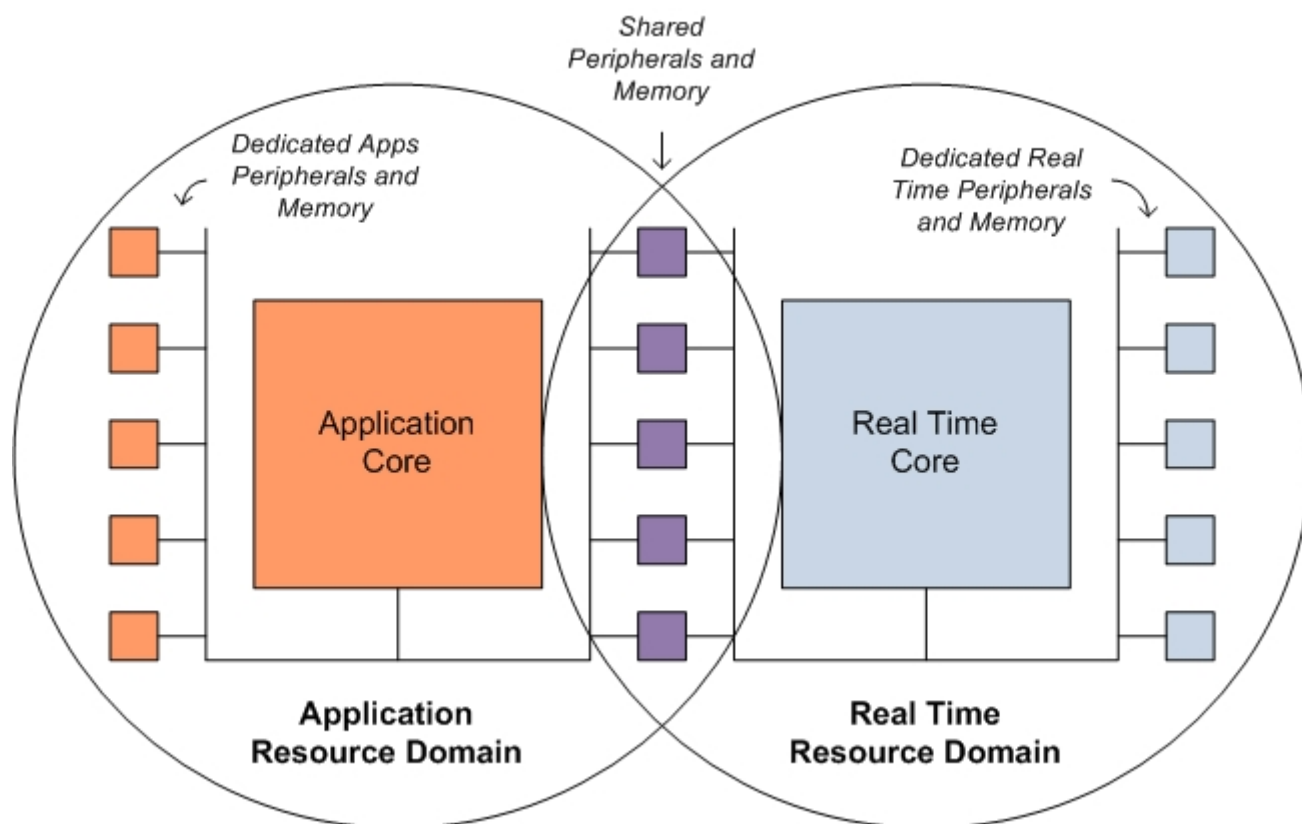 Shared
Peripherals and
Memory
Dedicated Apps
Peripherals and
Memory
Dedicated Real
Time Peripherals
and Memory
Application
Core
Real Time
Core
Application
Resource Domain
Real Time
Resource Domain